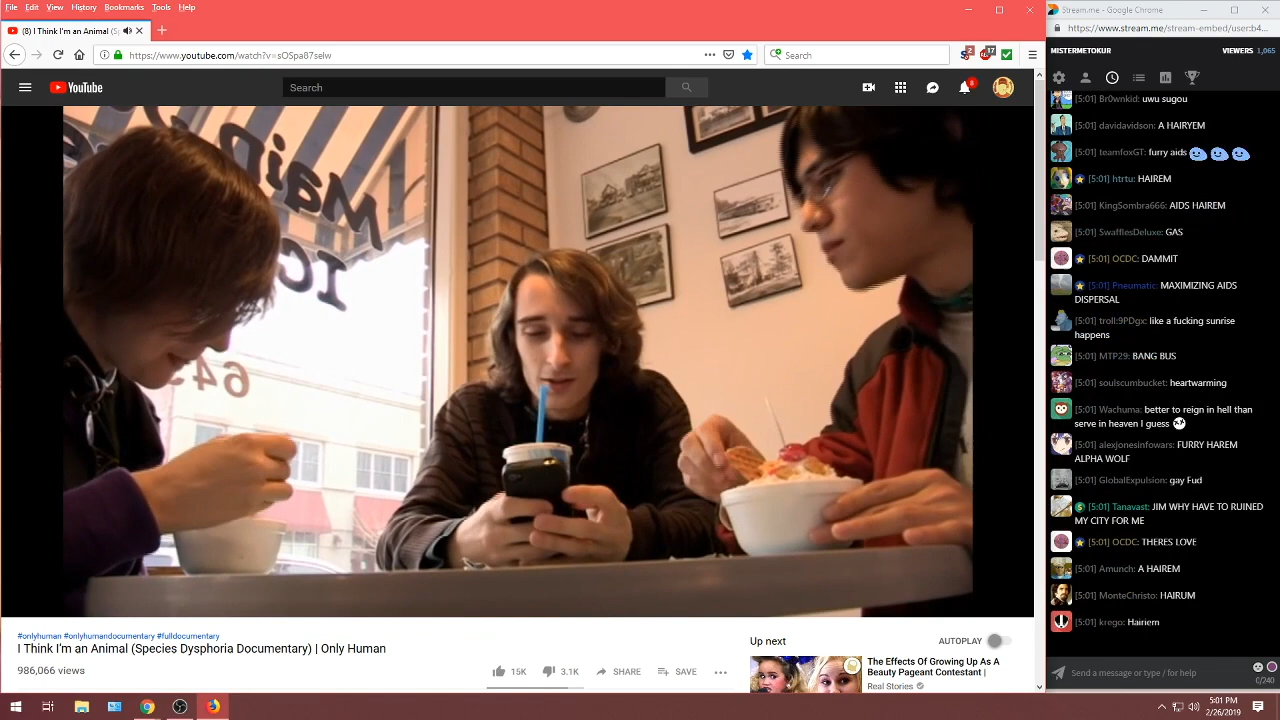 File Edit View History Bookmarks Tools Help
(8) I Think I'm an Animal (Sp
https://www.youtube.com/watch?v=sOSpa87selw
Search
2
17
YouTube
Search
8
64
#onlyhuman #onlyhumandocumentary #fulldocumentary
I Think I'm an Animal (Species Dysphoria Documentary) | Only Human
986,066 views
15K
3.1K
SHARE
SAVE
Up next
AUTOPLAY
The Effects Of Growing Up As A
Beauty Pageant Contestant |
Real Stories
Stream.me - Google Chrome
https://www.stream.me/stream-embed/user:b4...
MISTERMETOKUR
VIEWERS 1,065
[5:01] Br0wnkid: uwu sugou
[5:01] davidavidson: A HAIRYEM
[5:01] teamfoxGT: furry aids
[5:01] htrtu: HAIREM
[5:01] KingSombra666: AIDS HAIREM
[5:01] SwafflesDeluxe: GAS
[5:01] OCDC: DAMMIT
[5:01] Pneumatic: MAXIMIZING AIDS
DISPERSAL
[5:01] troll:9PDgx: like a fucking sunrise
happens
[5:01] MTP29: BANG BUS
[5:01] soulscumbucket: heartwarming
[5:01] Wachuma: better to reign in hell than
serve in heaven I guess
[5:01] alexjonesinfowars: FURRY HAREM
ALPHA WOLF
[5:01] GlobalExpulsion: gay Fud
[5:01] Tanavast: JIM WHY HAVE TO RUINED
MY CITY FOR ME
[5:01] OCDC: THERES LOVE
[5:01] Amunch: A HAIREM
[5:01] MonteChristo: HAIRUM
[5:01] krego: Hairiem
Send a message or type / for help
0/240
5:01 PM
2/26/2019